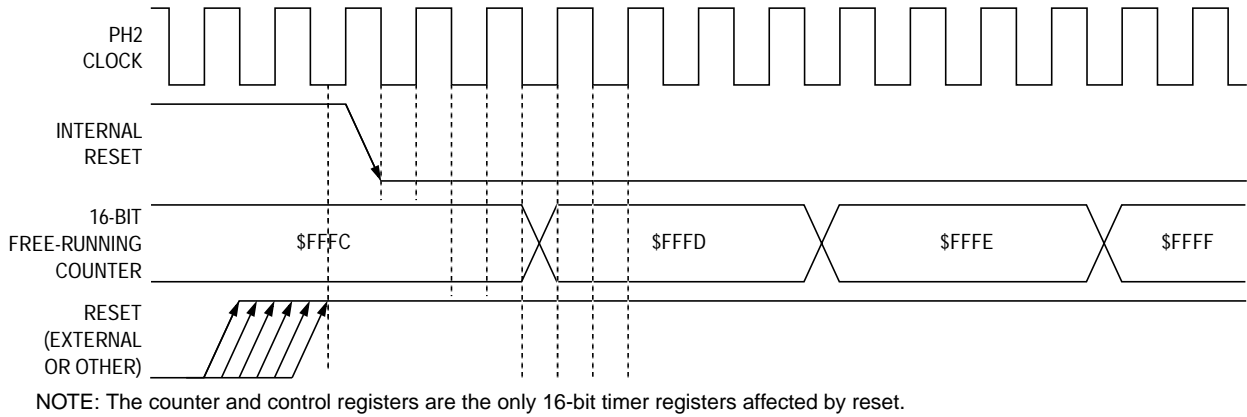 PH2
CLOCK
INTERNAL
RESET
16-BIT
FREE-RUNNING
COUNTER
$FFFC
$FFFD
$FFFE
$FFFF
RESET
(EXTERNAL
OR OTHER)
NOTE: The counter and control registers are the only 16-bit timer registers affected by reset.